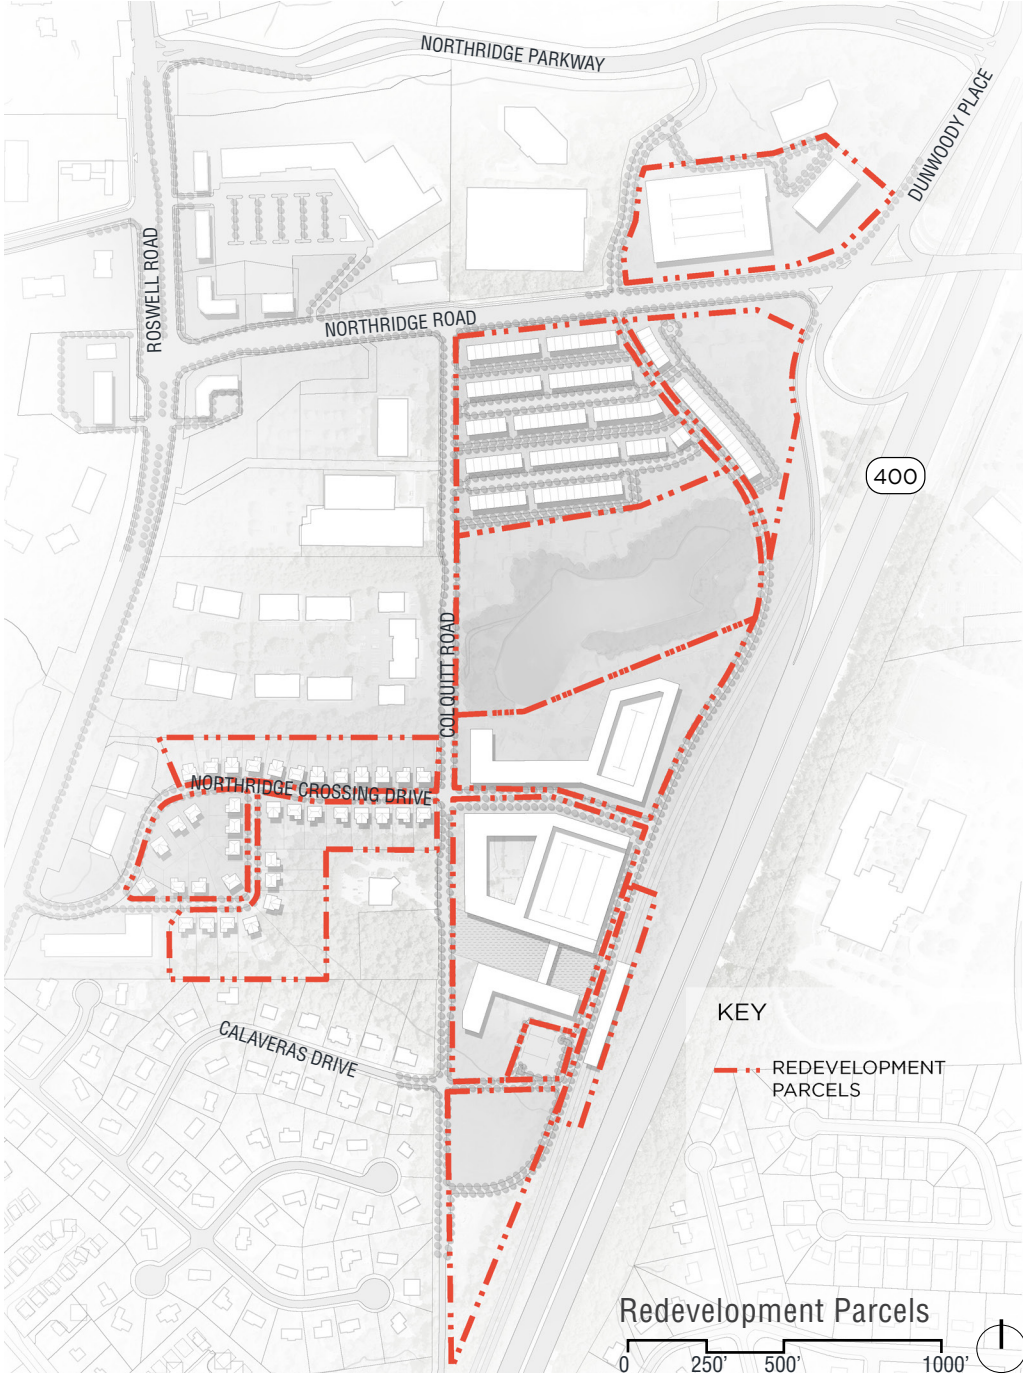 NORTHRIDGE PARKWAY
DUNWOODY PLACE
ROSWELL ROAD
NORTHRIDGE ROAD
400
COLQUITT ROAD
NORTHRIDGE CROSSING DRIVE
CALAVERAS DRIVE
KEY
REDEVELOPMENT
PARCELS
Redevelopment Parcels
0 250' 500' 1000'